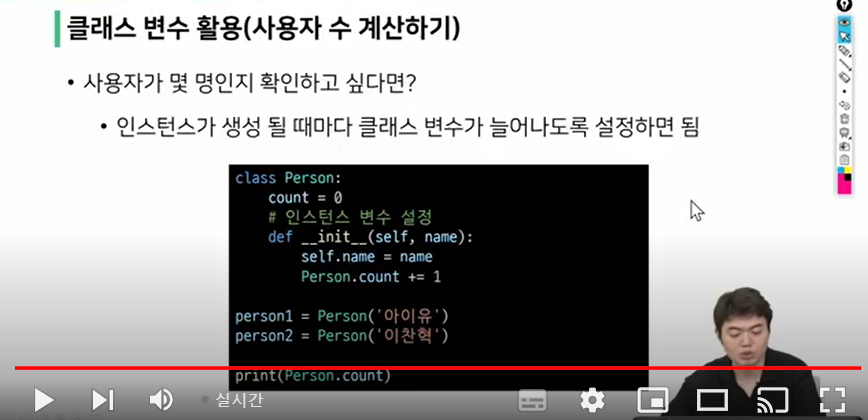 클래스 변수 활용(사용자 수 계산하기)
• 사용자가 몇 명인지 확인하고 싶다면?
• 인스턴스가 생성 될 때마다 클래스 변수가 늘어나도록 설정하면 됨
class Person:
    count = 0
    # 인스턴스 변수 설정
    def __init__(self, name):
        self.name = name
        Person.count += 1

person1 = Person('아이유')
person2 = Person('이찬혁')

print(Person.count)
실시간